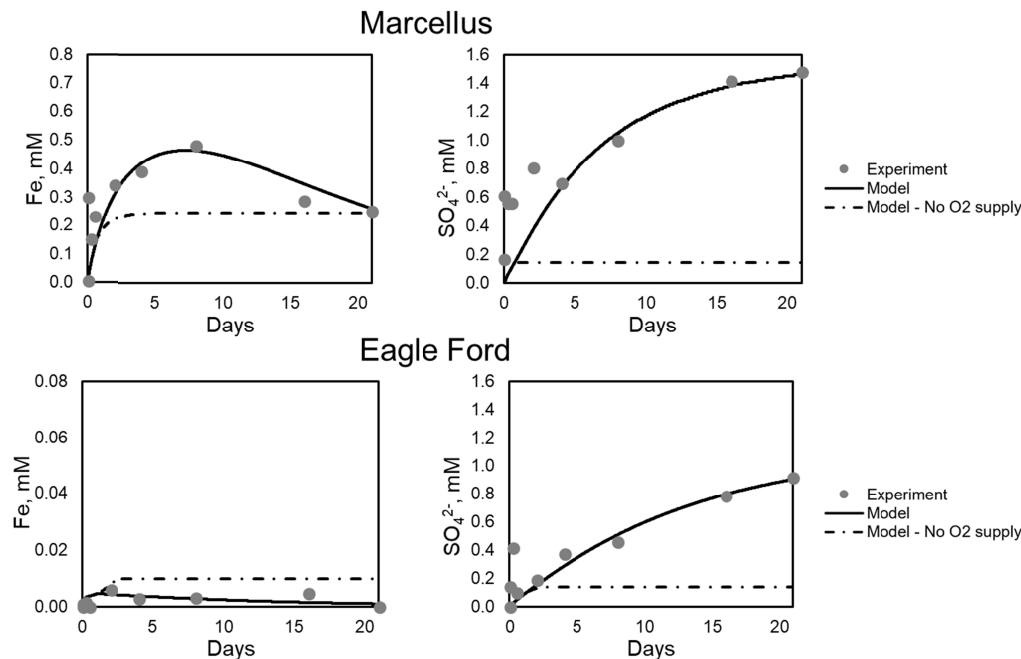 Marcellus
0.8
0.7
0.6
0.5
0.4
0.3
0.2
0.1
0.0
Fe, mM
0 5 10 15 20
Days
1.6
1.4
1.2
1.0
0.8
0.6
0.4
0.2
0.0
SO₄²⁻, mM
0 5 10 15 20
Days
Experiment
Model
Model - No O2 supply
Eagle Ford
0.08
0.06
0.04
0.02
0.00
Fe, mM
0 5 10 15 20
Days
1.6
1.4
1.2
1.0
0.8
0.6
0.4
0.2
0.0
SO₄²⁻, mM
0 5 10 15 20
Days
Experiment
Model
Model - No O2 supply